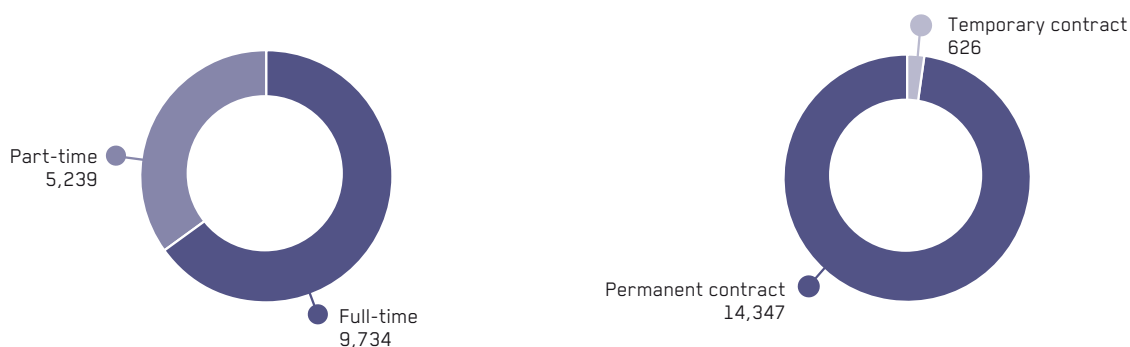 Part-time
5,239
Full-time
9,734
Temporary contract
626
Permanent contract
14,347